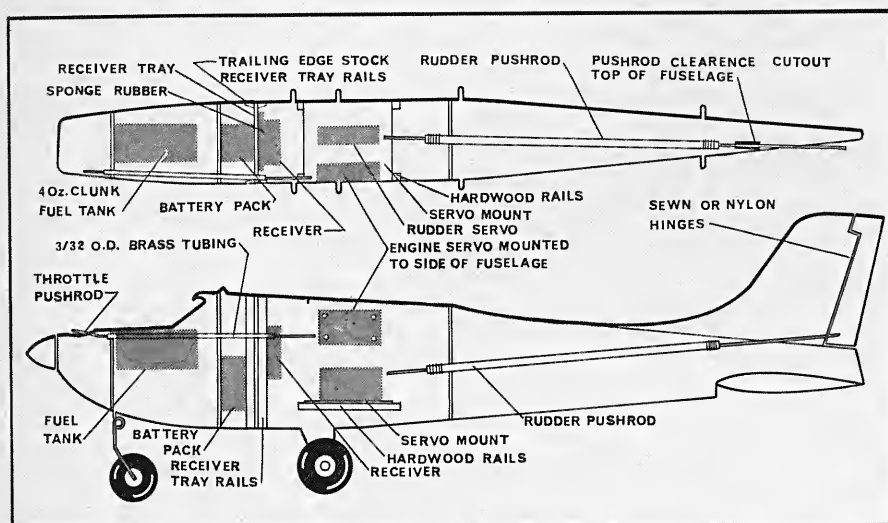 TRAILING EDGE STOCK
RECEIVER TRAY RAILS
RECEIVER TRAY
SPONGE RUBBER
RUDDER PUSHROD
PUSHROD CLEARENCE CUTOUT
TOP OF FUSELAGE
4 Oz. CLUNK
FUEL TANK
BATTERY PACK
RECEIVER
HARDWOOD RAILS
SERVO MOUNT
RUDDER SERVO
ENGINE SERVO MOUNTED
TO SIDE OF FUSELAGE
SEWN OR NYLON
HINGES
3/32 O.D. BRASS TUBING
THROTTLE
PUSHROD
FUEL
TANK
BATTERY
PACK
RECEIVER
TRAY RAILS
RUDDER PUSHROD
SERVO MOUNT
HARDWOOD RAILS
RECEIVER